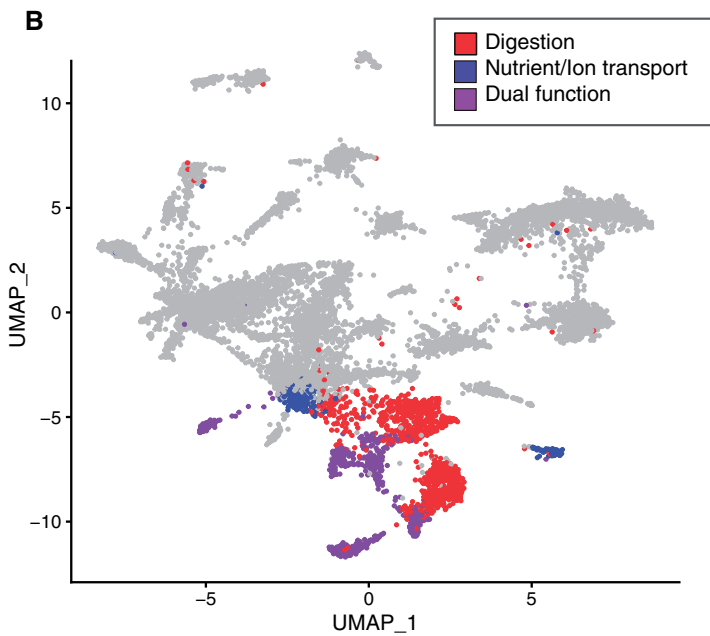 B
Digestion
Nutrient/Ion transport
Dual function
10
5
0
−5
−10
UMAP_2
−5
0
5
UMAP_1